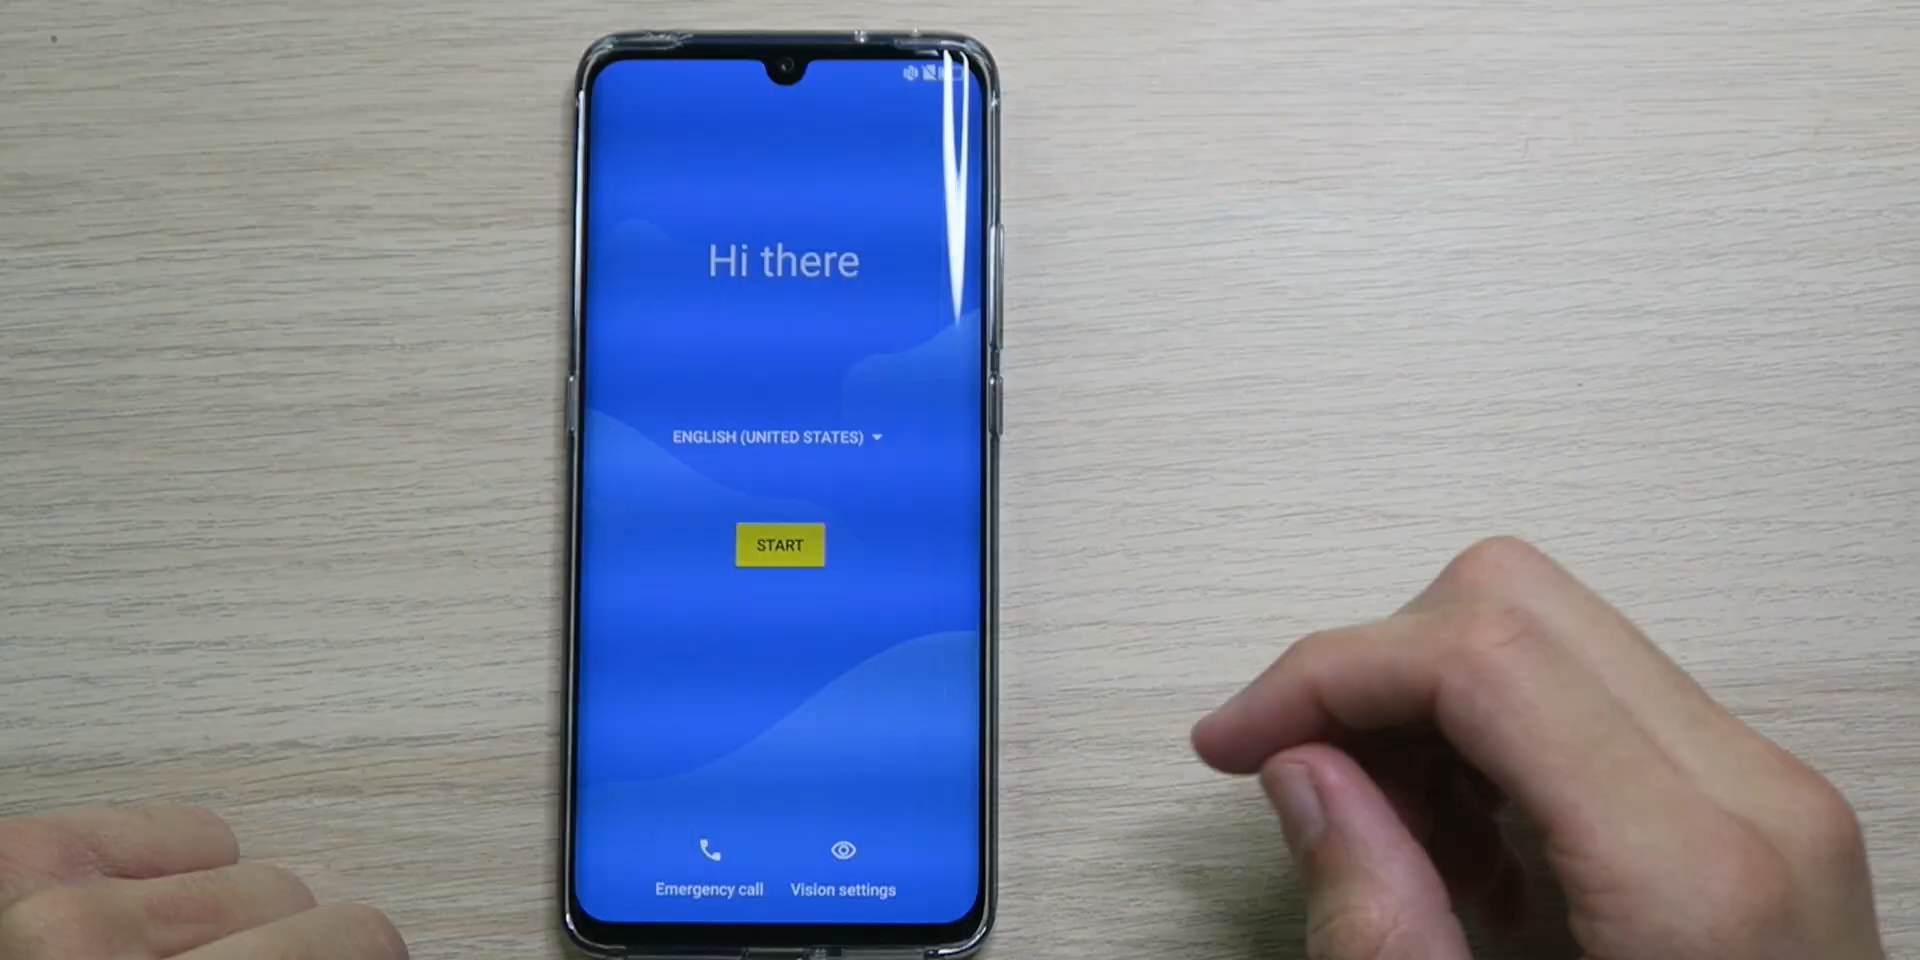 Hi there
ENGLISH (UNITED STATES)
START
Emergency call
Vision settings